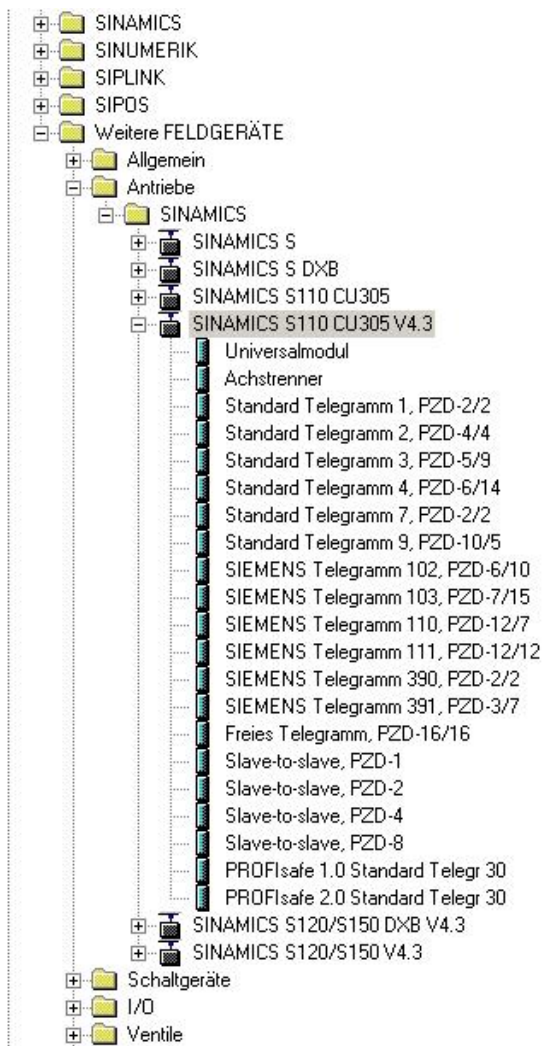 SINAMICS
SINUMERIK
SIPLINK
SIPOS
Weitere FELDGERÄTE
Allgemein
Antriebe
SINAMICS
SINAMICS S
SINAMICS S DXB
SINAMICS S110 CU305
SINAMICS S110 CU305 V4.3
Universalmodul
Achstrenner
Standard Telegramm 1, PZD-2/2
Standard Telegramm 2, PZD-4/4
Standard Telegramm 3, PZD-5/9
Standard Telegramm 4, PZD-6/14
Standard Telegramm 7, PZD-2/2
Standard Telegramm 9, PZD-10/5
SIEMENS Telegramm 102, PZD-6/10
SIEMENS Telegramm 103, PZD-7/15
SIEMENS Telegramm 110, PZD-12/7
SIEMENS Telegramm 111, PZD-12/12
SIEMENS Telegramm 390, PZD-2/2
SIEMENS Telegramm 391, PZD-3/7
Freies Telegramm, PZD-16/16
Slave-to-slave, PZD-1
Slave-to-slave, PZD-2
Slave-to-slave, PZD-4
Slave-to-slave, PZD-8
PROFIsafe 1.0 Standard Telegr 30
PROFIsafe 2.0 Standard Telegr 30
SINAMICS S120/S150 DXB V4.3
SINAMICS S120/S150 V4.3
Schaltgeräte
I/O
Ventile